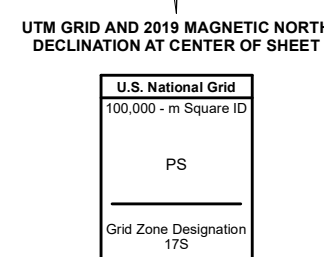 UTM GRID AND 2019 MAGNETIC NORTH
DECLINATION AT CENTER OF SHEET
U.S. National Grid
100,000 - m Square ID
PS
Grid Zone Designation
17S